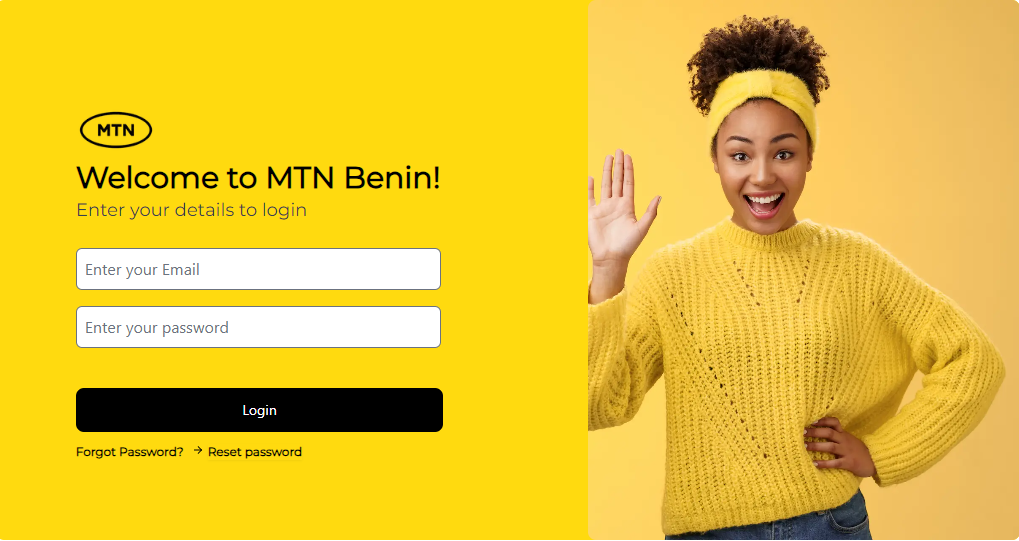 MTN
Welcome to MTN Benin!
Enter your details to login
Enter your Email
Enter your password
Login
Forgot Password? → Reset password